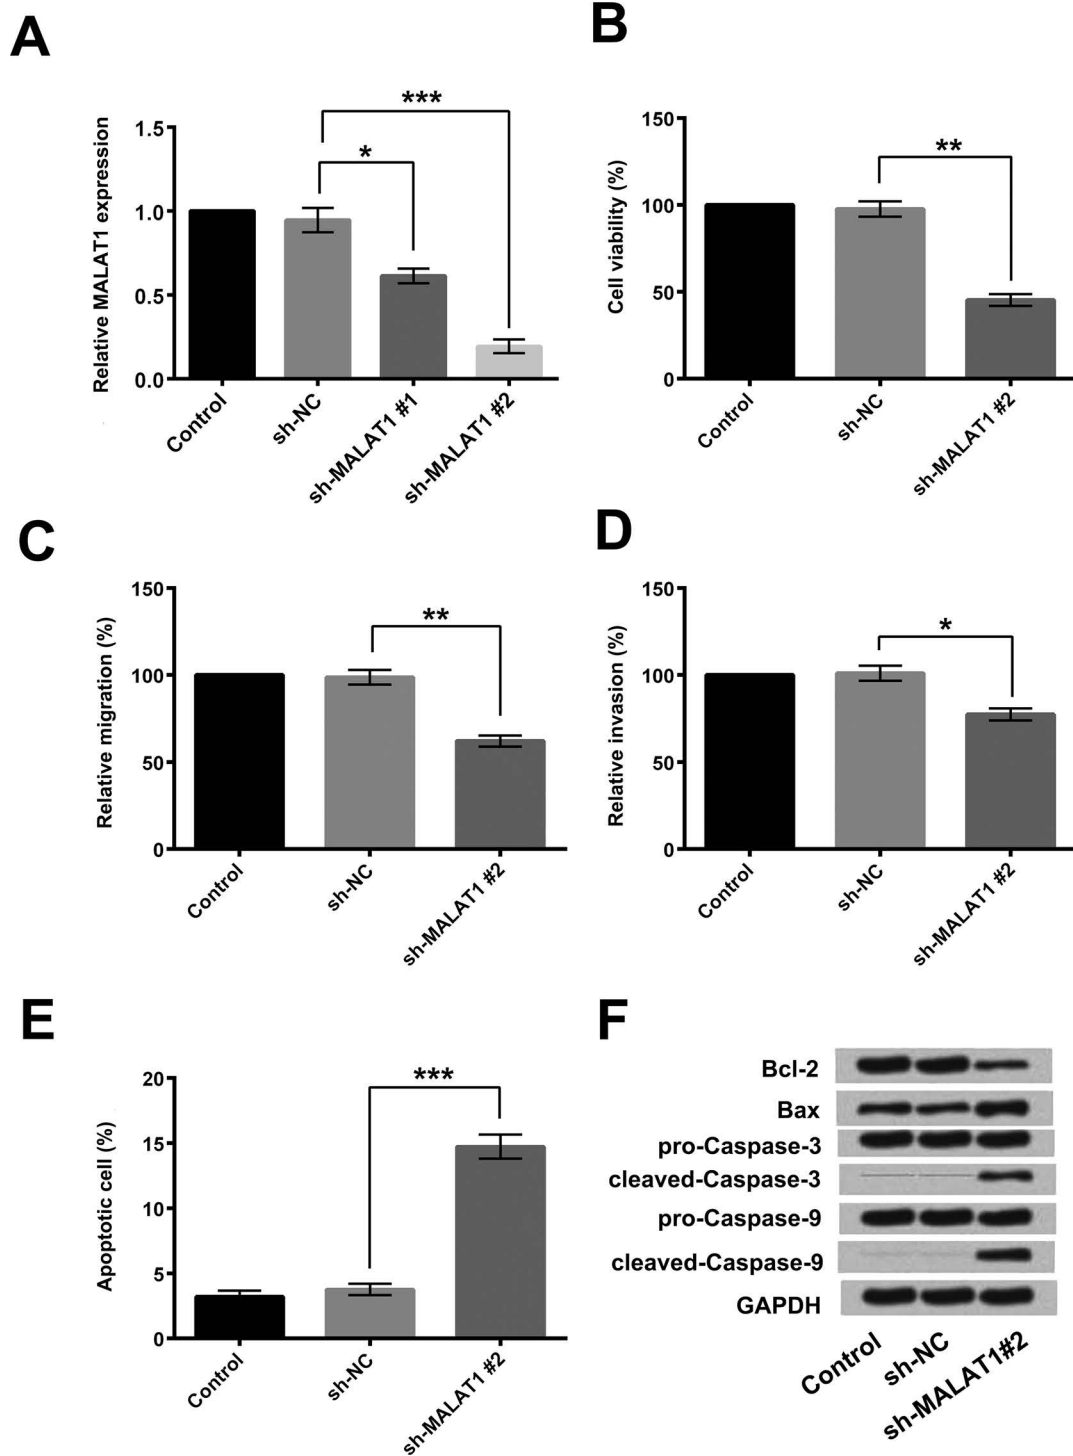 A
Relative MALAT1 expression
1.5
1.0
0.5
0.0
***
*
Control
sh-NC
sh-MALAT1 #1
sh-MALAT1 #2
B
Cell viability (%)
150
100
50
0
**
Control
sh-NC
sh-MALAT1 #2
C
Relative migration (%)
150
100
50
0
**
Control
sh-NC
sh-MALAT1 #2
D
Relative invasion (%)
150
100
50
0
*
Control
sh-NC
sh-MALAT1 #2
E
Apoptotic cell (%)
20
15
10
5
0
***
Control
sh-NC
sh-MALAT1 #2
F
Bcl-2
Bax
pro-Caspase-3
cleaved-Caspase-3
pro-Caspase-9
cleaved-Caspase-9
GAPDH
Control
sh-NC
sh-MALAT1#2